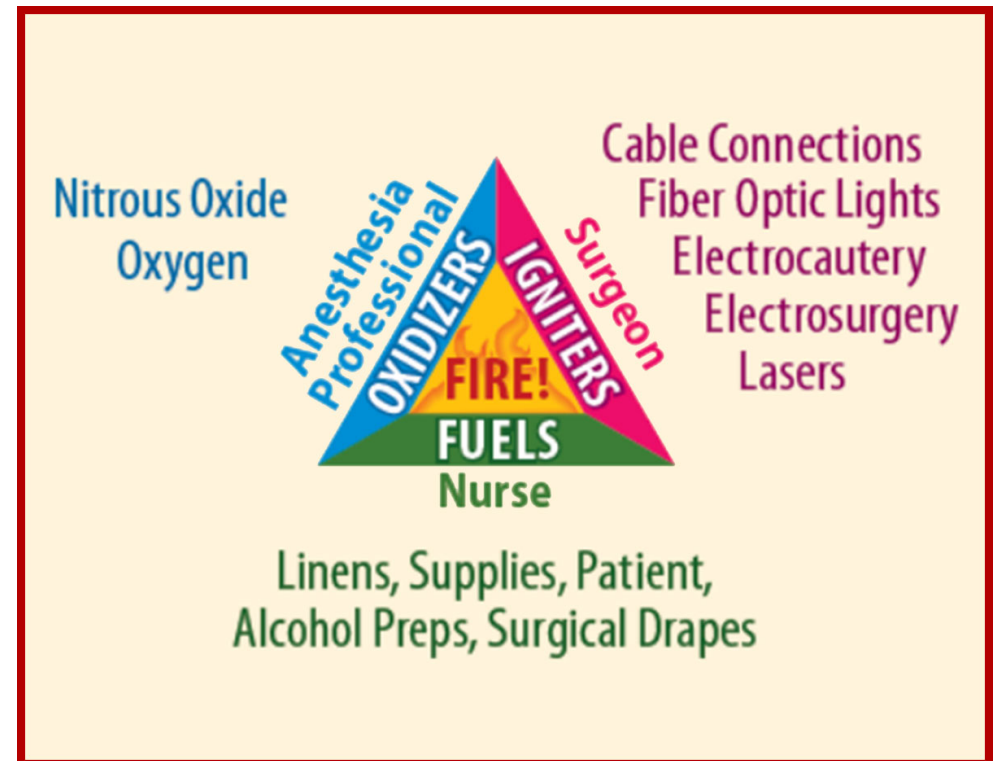 Nitrous Oxide
Oxygen
Anesthesia
Professional
OXIDIZERS
FIRE!
IGNITERS
Surgeon
Cable Connections
Fiber Optic Lights
Electrocautery
Electrosurgery
Lasers
FUELS
Nurse
Linens, Supplies, Patient,
Alcohol Preps, Surgical Drapes